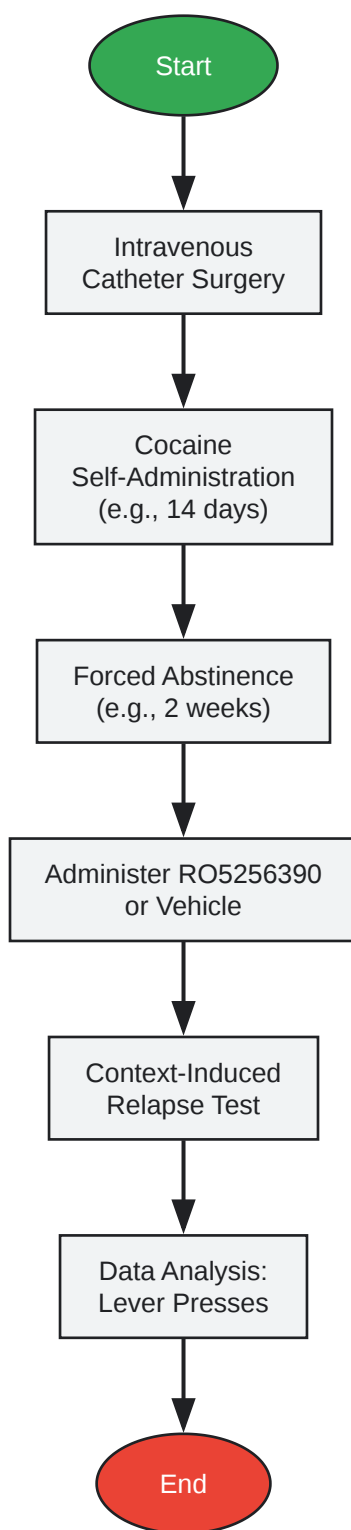 Start
Intravenous
Catheter Surgery
Cocaine
Self-Administration
(e.g., 14 days)
Forced Abstinence
(e.g., 2 weeks)
Administer RO5256390
or Vehicle
Context-Induced
Relapse Test
Data Analysis:
Lever Presses
End